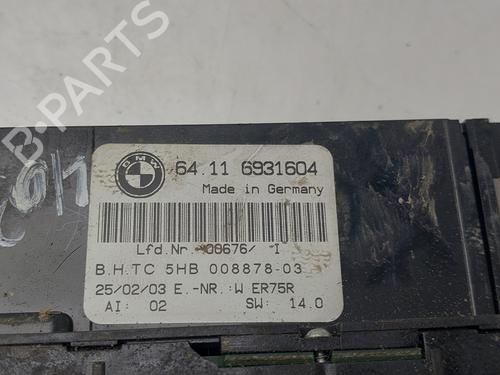 B-Parts
BMW
64.11 6931604
Made in Germany
Lfd.Nr. 08676/ I
B.H.TC 5HB 008878-03
25/02/03 E.-NR.:W ER75R
AI: 02 SW: 14.0